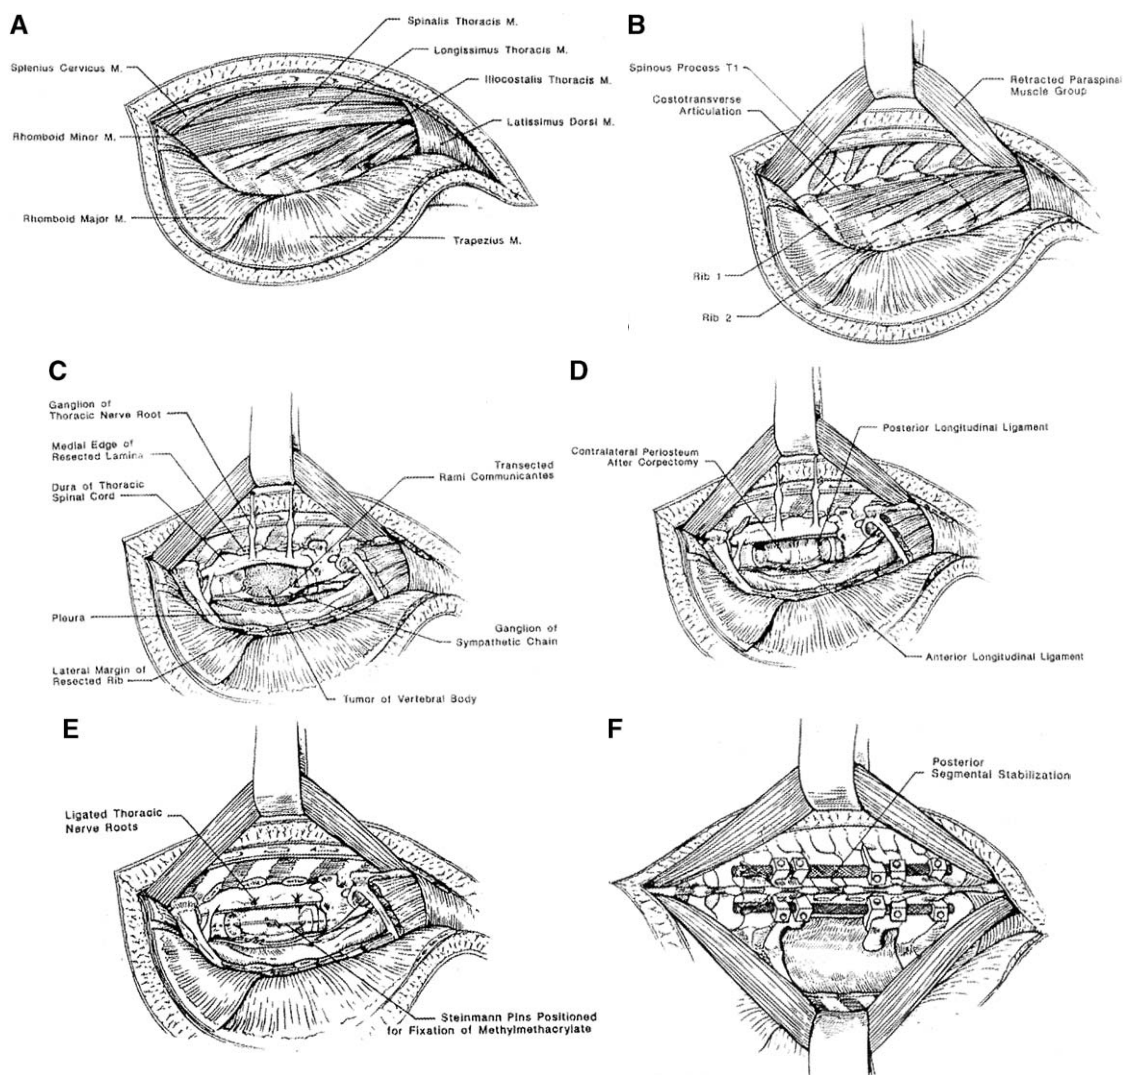 A
Spinalis Thoracis M.
Longissimus Thoracis M.
Splenius Cervicus M.
Iliocostalis Thoracis M.
Rhomboid Minor M.
Latissimus Dorsi M.
Rhomboid Major M.
Trapezius M.
B
Spinous Process T1
Costotransverse
Articulation
Retracted Paraspinal
Muscle Group
Rib 1
Rib 2
C
Ganglion of
Thoracic Nerve Root
Medial Edge of
Resected Lamina
Dura of Thoracic
Spinal Cord
Transected
Rami Communicantes
Pleura
Ganglion of
Sympathetic Chain
Lateral Margin of
Resected Rib
Tumor of Vertebral Body
D
Posterior Longitudinal Ligament
Contralateral Periosteum
After Corpectomy
Anterior Longitudinal Ligament
E
Ligated Thoracic
Nerve Roots
Steinmann Pins Positioned
for Fixation of Methylmethacrylate
F
Posterior
Segmental Stabilization